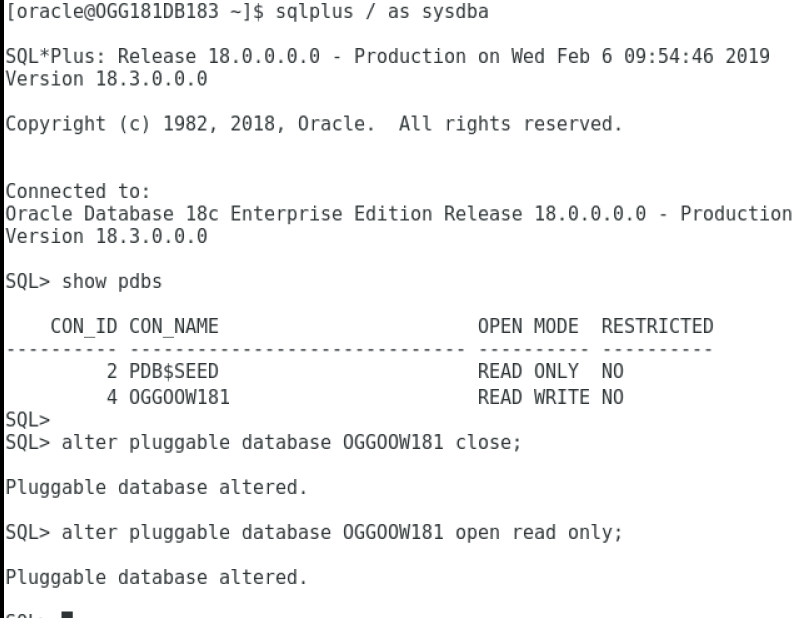 [oracle@OGG181DB183 ~]$ sqlplus / as sysdba
SQL*Plus: Release 18.0.0.0.0 - Production on Wed Feb 6 09:54:46 2019
Version 18.3.0.0.0
Copyright (c) 1982, 2018, Oracle.  All rights reserved.
Connected to:
Oracle Database 18c Enterprise Edition Release 18.0.0.0.0 - Production
Version 18.3.0.0.0
SQL> show pdbs
    CON_ID CON_NAME                       OPEN MODE  RESTRICTED
---------- ------------------------------ ---------- ----------
         2 PDB$SEED                       READ ONLY  NO
         4 OGGOOW181                      READ WRITE NO
SQL>
SQL> alter pluggable database OGGOOW181 close;
Pluggable database altered.
SQL> alter pluggable database OGGOOW181 open read only;
Pluggable database altered.
SQL>